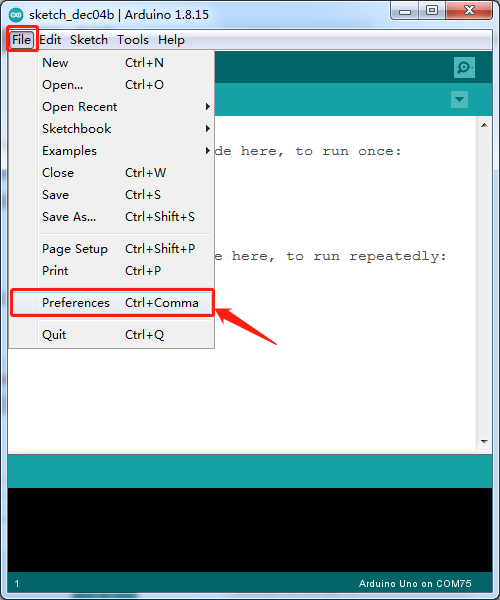 sketch_dec04b | Arduino 1.8.15
File Edit Sketch Tools Help
New Ctrl+N
Open... Ctrl+O
Open Recent
Sketchbook
Examples
Close Ctrl+W
Save Ctrl+S
Save As... Ctrl+Shift+S
Page Setup Ctrl+Shift+P
Print Ctrl+P
Preferences Ctrl+Comma
Quit Ctrl+Q
de here, to run once:
e here, to run repeatedly:
1 Arduino Uno on COM75